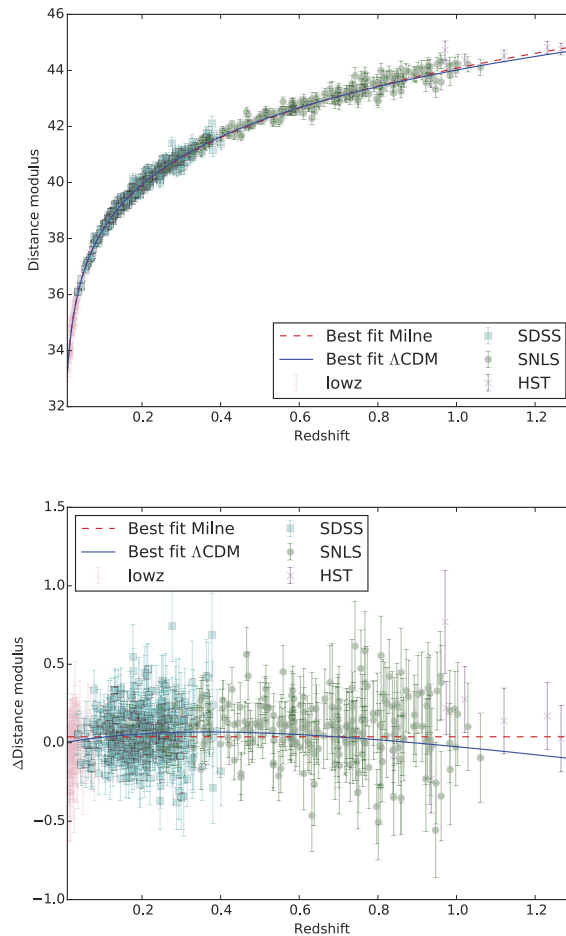 46
44
42
40
38
36
34
32
Distance modulus
Best fit Milne
Best fit ΛCDM
lowz
SDSS
SNLS
HST
0.2 0.4 0.6 0.8 1.0 1.2
Redshift
1.5
1.0
0.5
0.0
−0.5
−1.0
ΔDistance modulus
Best fit Milne
Best fit ΛCDM
lowz
SDSS
SNLS
HST
0.2 0.4 0.6 0.8 1.0 1.2
Redshift